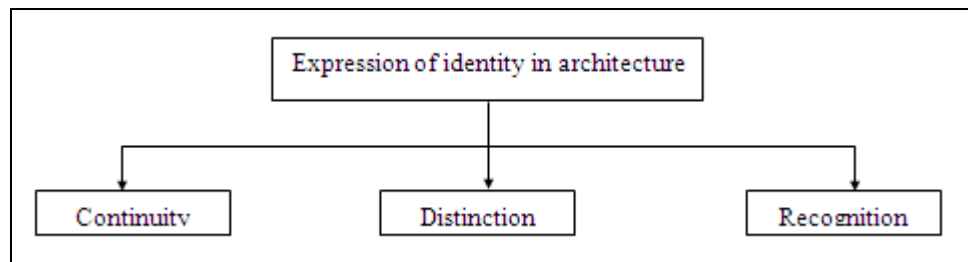 Expression of identity in architecture
Continuity
Distinction
Recognition